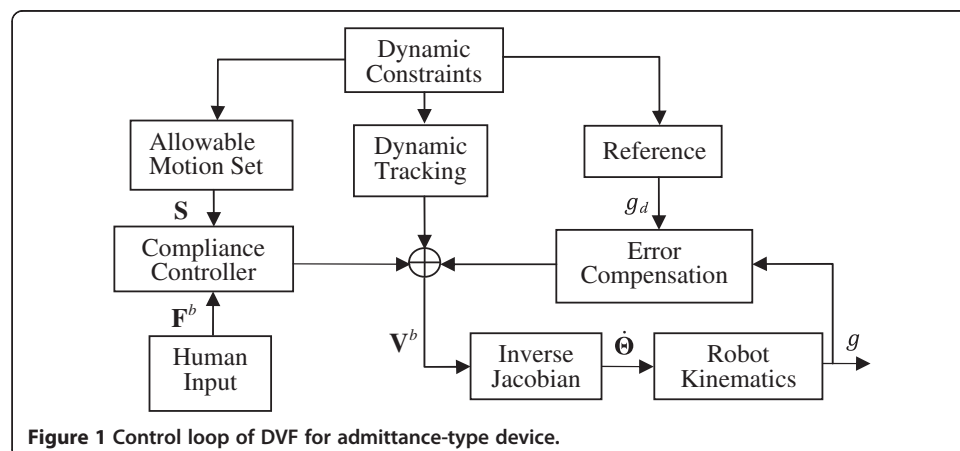 Dynamic
Constraints
Allowable
Motion Set
Dynamic
Tracking
Reference
S
g_d
Compliance
Controller
Error
Compensation
F^b
V^b
Human
Input
Inverse
Jacobian
Θ̇
Robot
Kinematics
g
Figure 1 Control loop of DVF for admittance-type device.